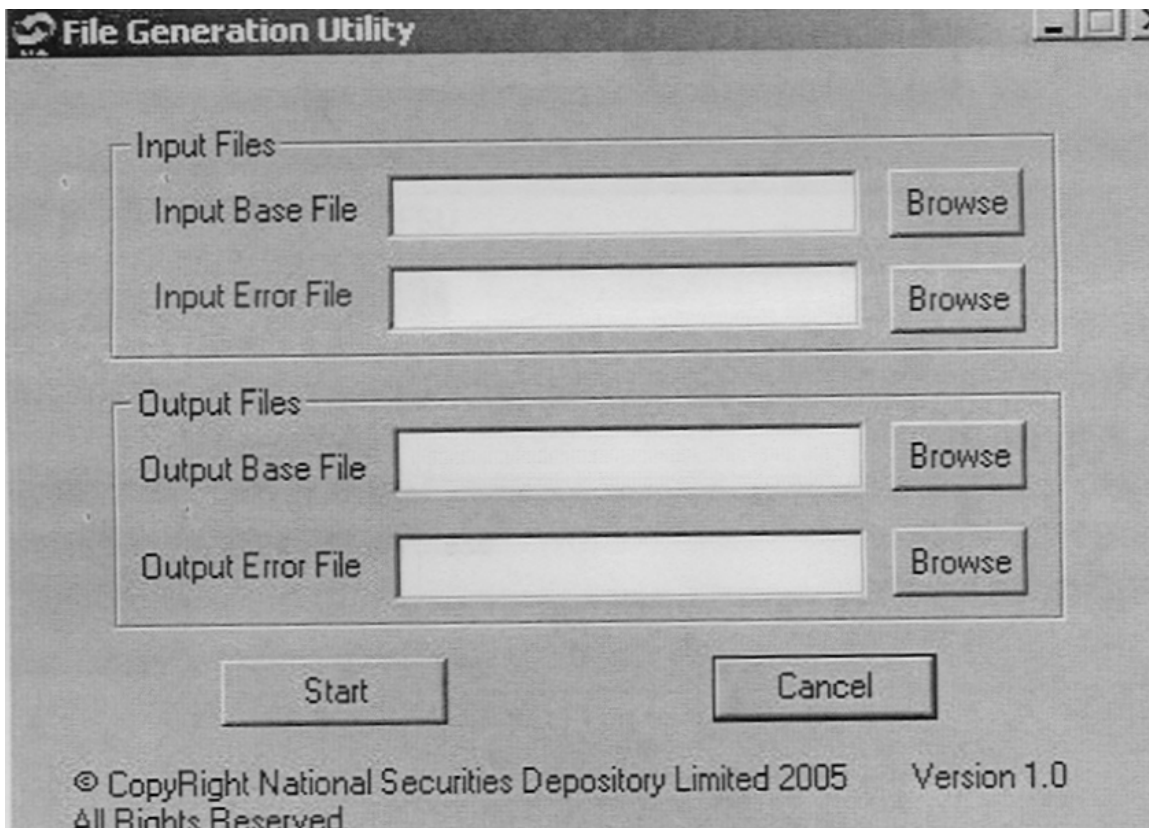 File Generation Utility
Input Files
Input Base File Browse
Input Error File Browse
Output Files
Output Base File Browse
Output Error File Browse
Start Cancel
© CopyRight National Securities Depository Limited 2005 Version 1.0
All Rights Reserved